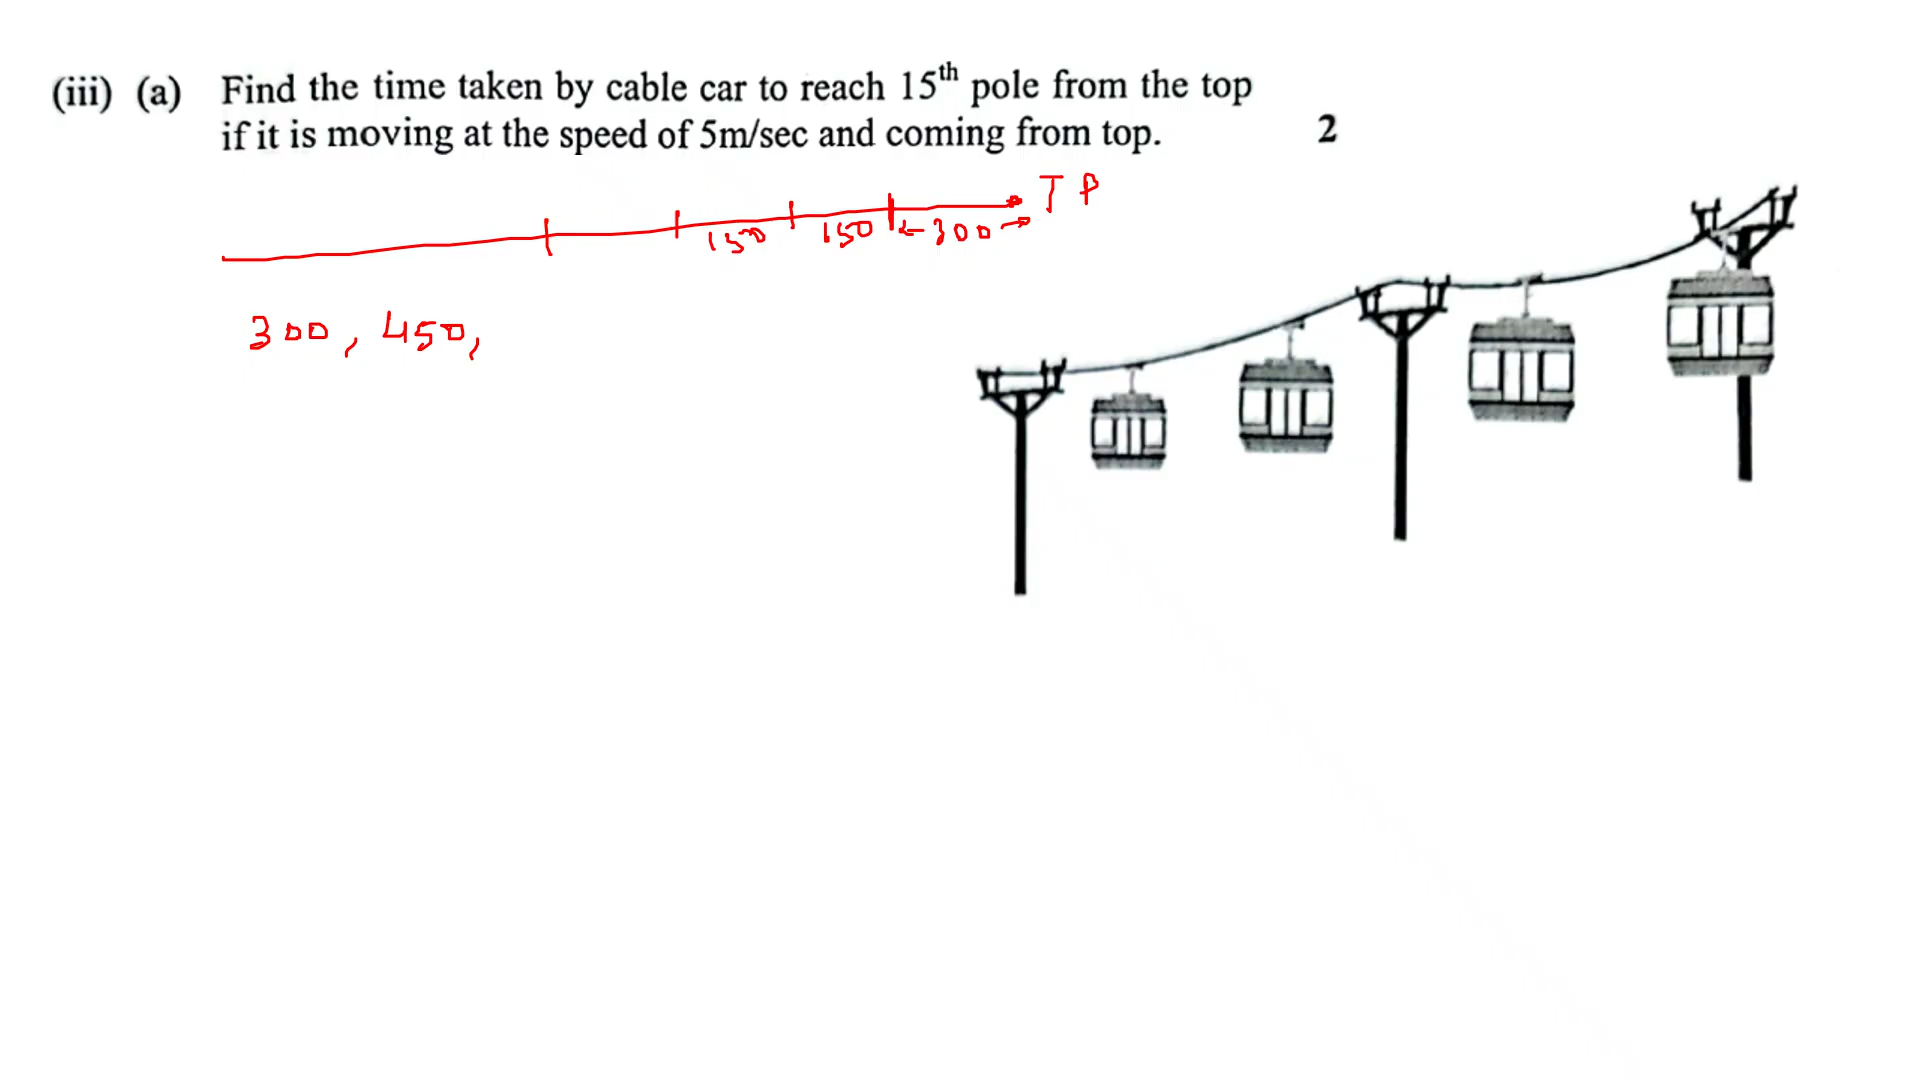 (iii) (a) Find the time taken by cable car to reach 15th pole from the top
if it is moving at the speed of 5m/sec and coming from top. 2
T P
150 150 ←300→
300, 450,